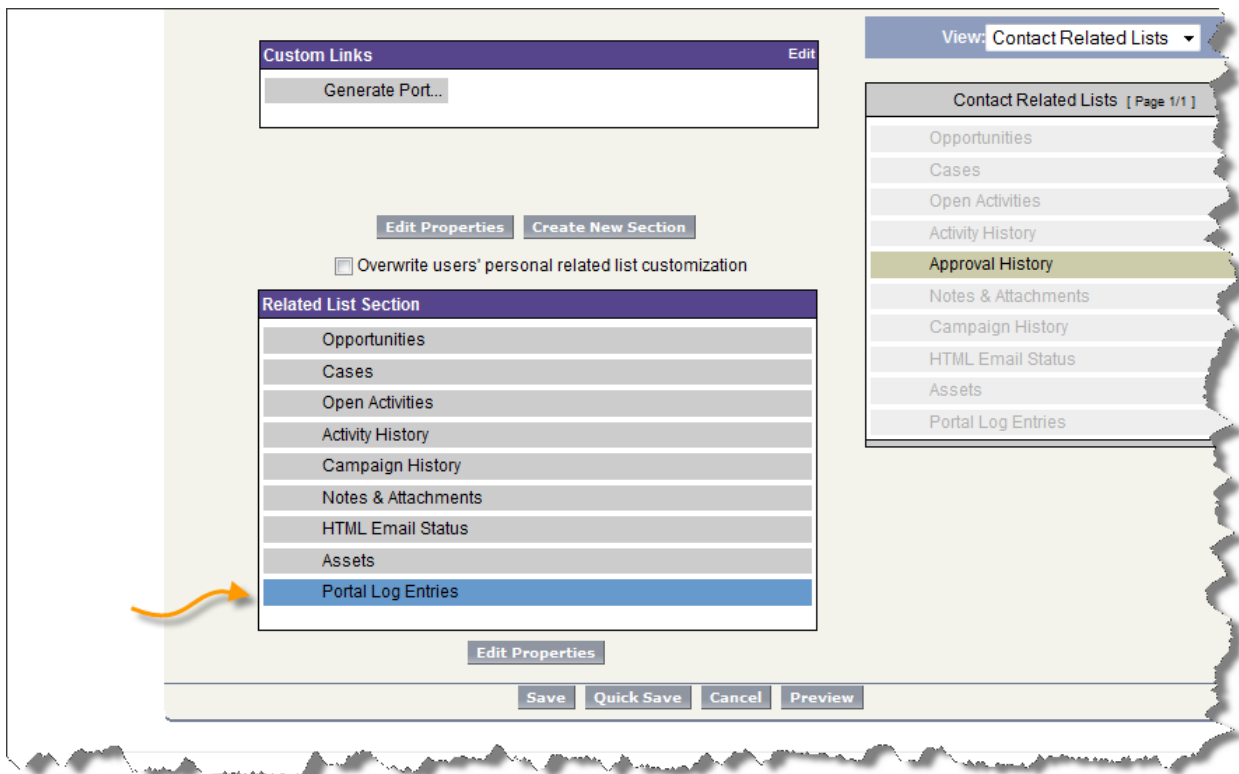 View: Contact Related Lists
Custom Links Edit
Generate Port...
Contact Related Lists [ Page 1/1 ]
Opportunities
Cases
Open Activities
Activity History
Approval History
Notes & Attachments
Campaign History
HTML Email Status
Assets
Portal Log Entries
Edit Properties Create New Section
Overwrite users' personal related list customization
Related List Section
Opportunities
Cases
Open Activities
Activity History
Campaign History
Notes & Attachments
HTML Email Status
Assets
Portal Log Entries
Edit Properties
Save Quick Save Cancel Preview